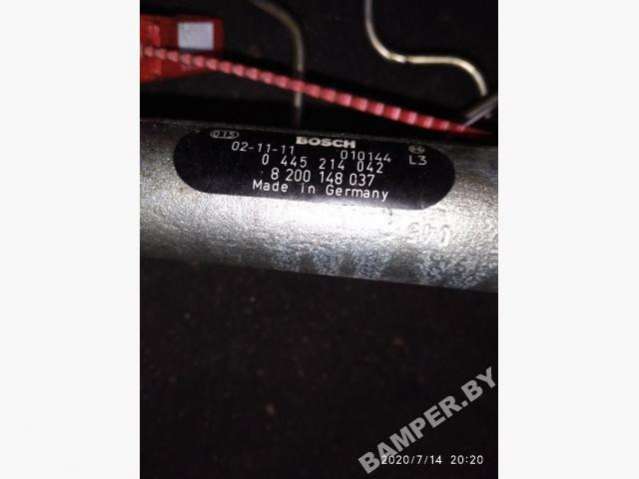 015
BOSCH
02-11-11 010144
0 445 214 042 L3
8 200 148 037
Made in Germany
BAMPER.BY
2020/7/14 20:20